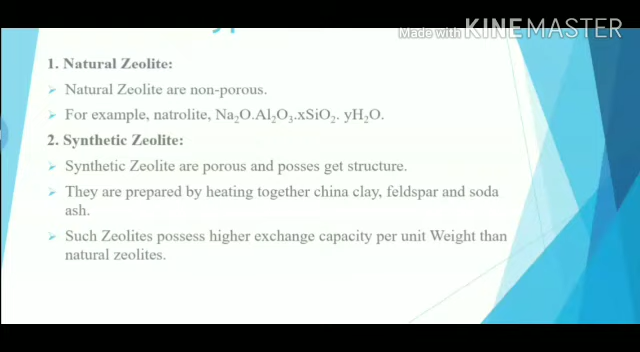 Made with KINEMASTER
1. Natural Zeolite:
➢ Natural Zeolite are non-porous.
➢ For example, natrolite, Na₂O.Al₂O₃.xSiO₂. yH₂O.
2. Synthetic Zeolite:
➢ Synthetic Zeolite are porous and posses get structure.
➢ They are prepared by heating together china clay, feldspar and soda
ash.
➢ Such Zeolites possess higher exchange capacity per unit Weight than
natural zeolites.